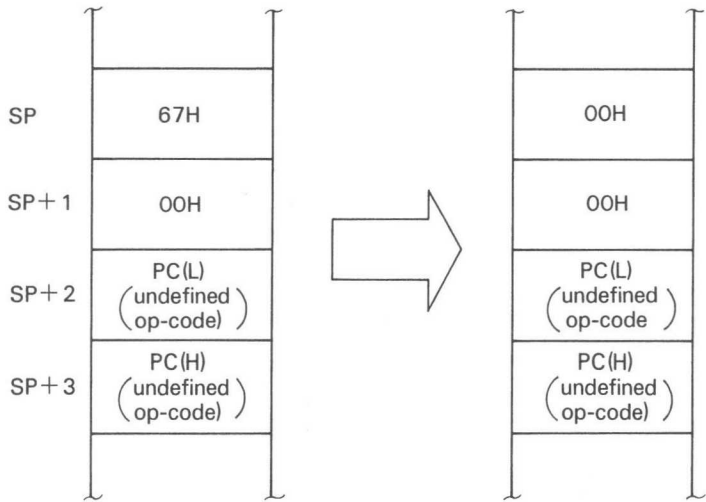 SP
67H
00H
SP+1
00H
00H
SP+2
PC(L)
(undefined
op-code)
PC(L)
(undefined
op-code)
SP+3
PC(H)
(undefined
op-code)
PC(H)
(undefined
op-code)